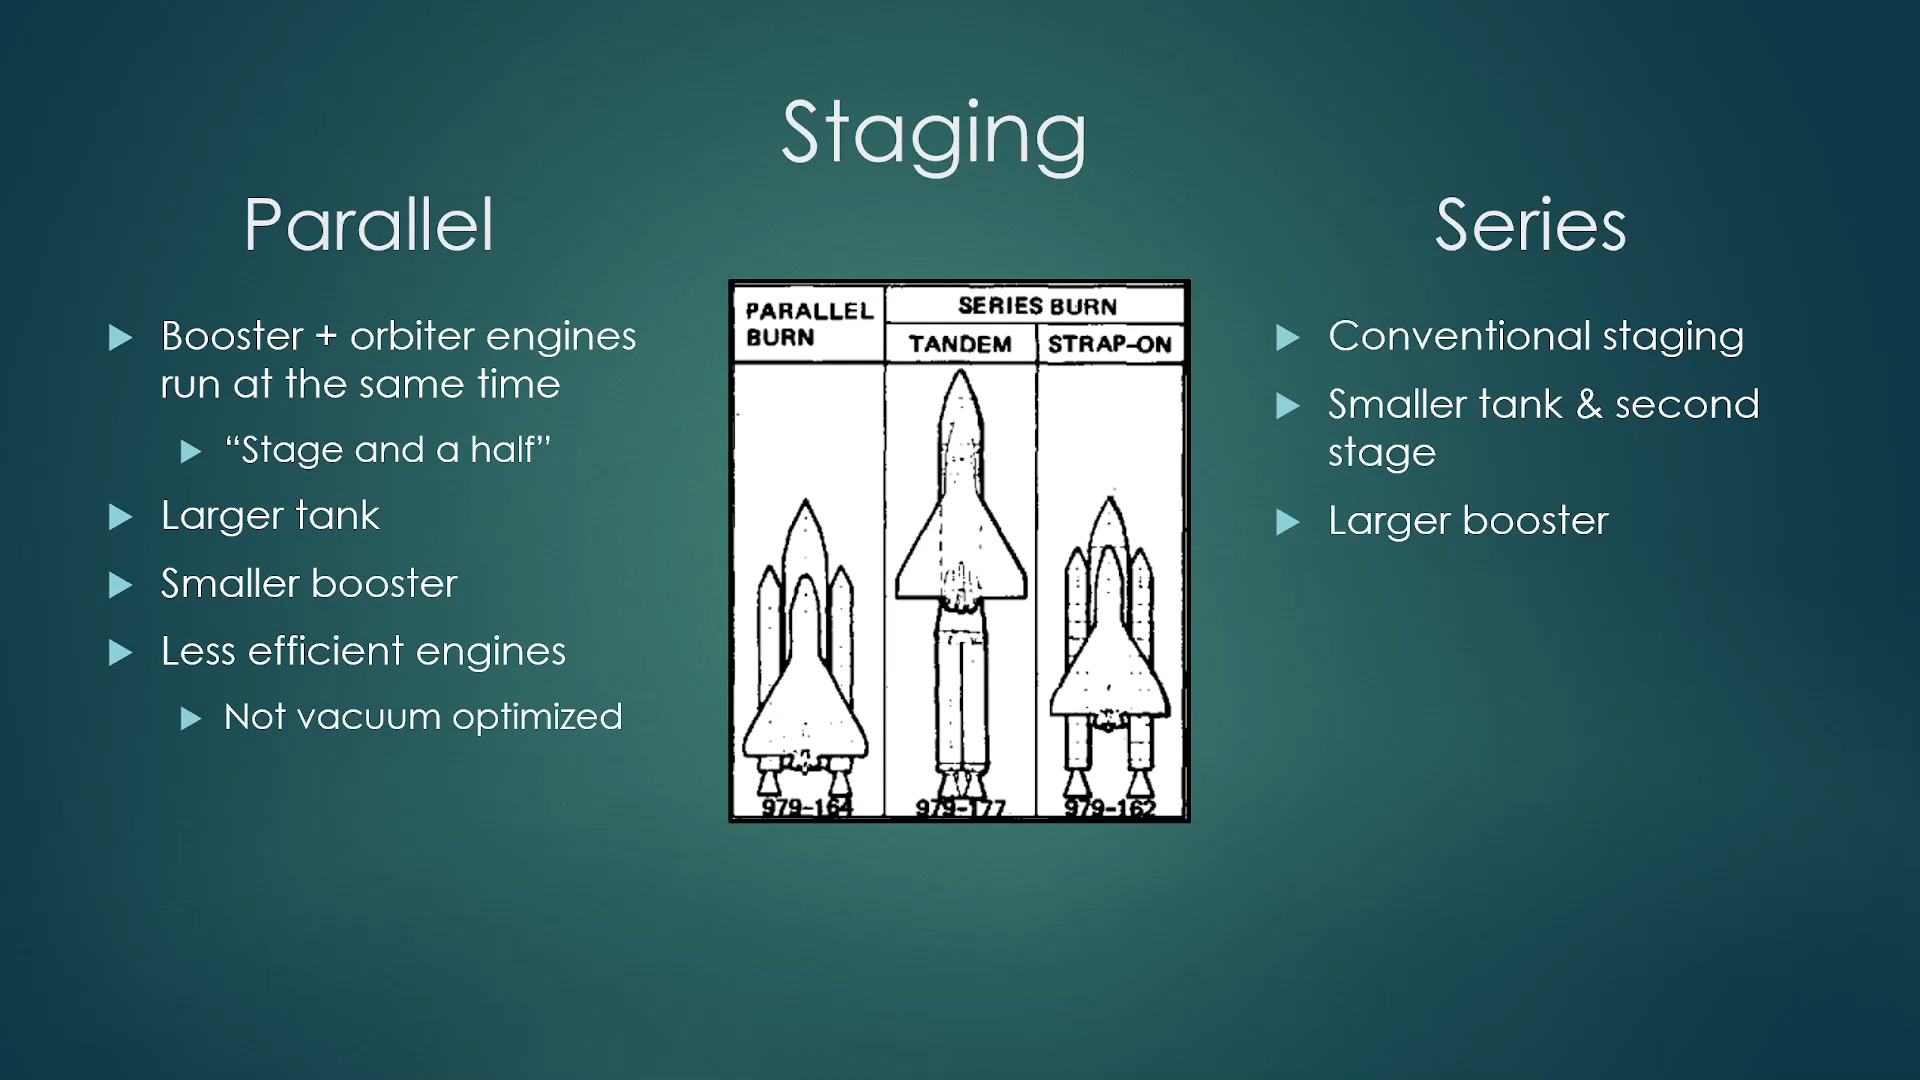 Staging
Parallel
Booster + orbiter engines
run at the same time
“Stage and a half”
Larger tank
Smaller booster
Less efficient engines
Not vacuum optimized
PARALLEL
BURN
SERIES BURN
TANDEM
STRAP-ON
979-164
979-177
979-162
Series
Conventional staging
Smaller tank & second
stage
Larger booster